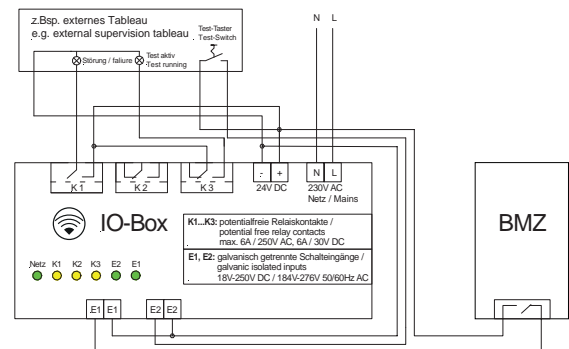 z.Bsp. externes Tableau
e.g. external supervision tableau
Test-Taster
Test-Switch
Störung / faliure
Test aktiv
Test running
N L
K 1
K 2
K 3
- +
24V DC
N L
230V AC
Netz / Mains
IO-Box
K1...K3: potentialfreie Relaiskontakte /
potential free relay contacts
max. 6A / 250V AC, 6A / 30V DC
E1, E2: galvanisch getrennte Schalteingänge /
galvanic isolated inputs
18V-250V DC / 184V-276V 50/60Hz AC
Netz K1 K2 K3 E2 E1
E1 E1
E2 E2
BMZ